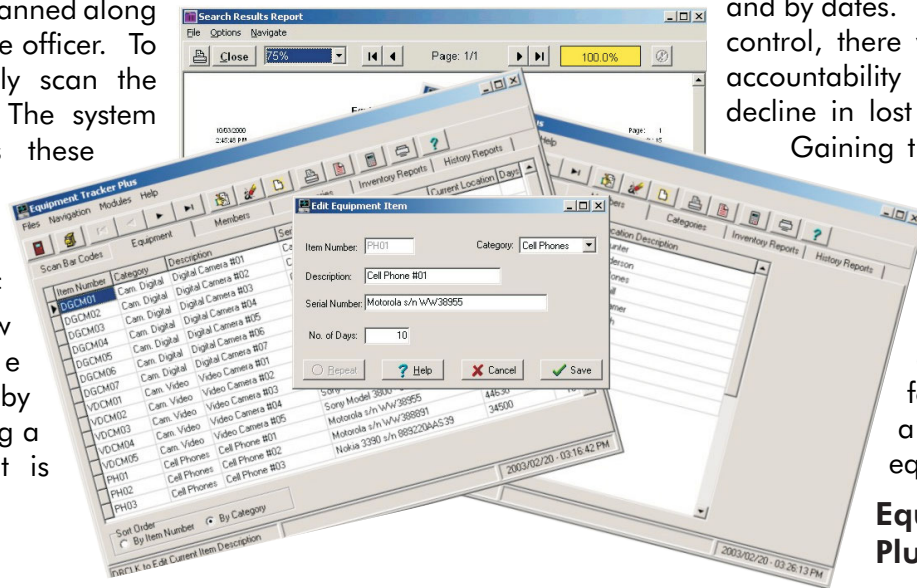 anned along
e officer. To
ly scan the
The system
these
w
e
by
g a
t is
Search Results Report
File Options Navigate
Close 75% Page: 1/1 100.0%
10/03/2000 Page: 1
2:45:48 PM
Equipment Tracker Plus
Files Navigation Modules Help
Scan Bar Codes Equipment Members Inventory Reports History Reports
Item Number Category Description Current Location Days
DGCM01 Cam. Digital Digital Camera #01
DGCM02 Cam. Digital Digital Camera #02
DGCM03 Cam. Digital Digital Camera #03
DGCM04 Cam. Digital Digital Camera #04
DGCM05 Cam. Digital Digital Camera #05
DGCM06 Cam. Digital Digital Camera #06
DGCM07 Cam. Digital Digital Camera #07
VDCM01 Cam. Video Video Camera #01
VDCM02 Cam. Video Video Camera #02
VDCM03 Cam. Video Video Camera #03
VDCM04 Cam. Video Video Camera #04 Sony Model 3800
VDCM05 Cam. Video Video Camera #05
PH01 Cell Phones Cell Phone #01 Motorola s/n WW38955 44630
PH02 Cell Phones Cell Phone #02 Motorola s/n WW388891 34500
PH03 Cell Phones Cell Phone #03 Nokia 3390 s/n 889220AAS39
Sort Order
By Item Number By Category
DBCLK to Edit Current Item Description
2003/02/20 - 03:16:42 PM
Edit Equipment Item
Item Number: PH01 Category: Cell Phones
Description: Cell Phone #01
Serial Number: Motorola s/n WW38955
No. of Days: 10
Repeat Help Cancel Save
Help
Categories Inventory Reports History Reports
Location Description
2003/02/20 - 03:26:13 PM
and by dates.
control, there
accountability
decline in lost
Gaining t
f
a
eq
Equ
Plu